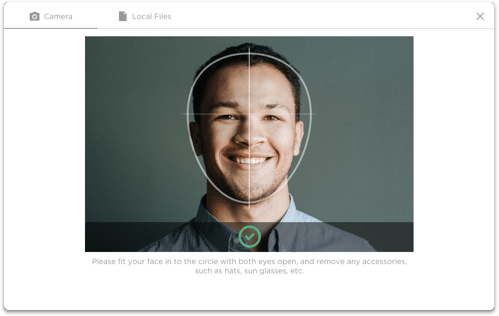 Camera
Local Files
Please fit your face in to the circle with both eyes open, and remove any accessories,
such as hats, sun glasses, etc.